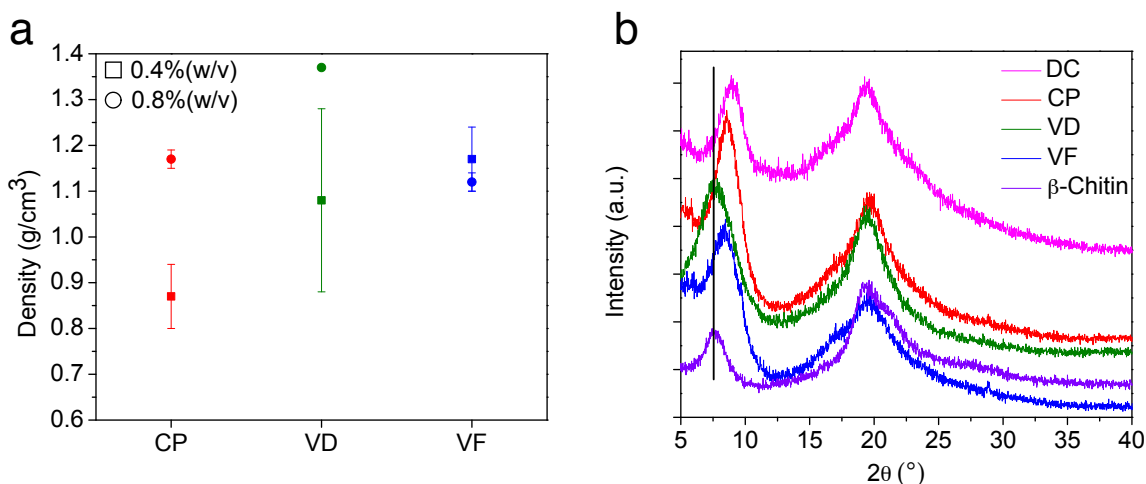 a
1.4
1.3
1.2
1.1
1.0
0.9
0.8
0.7
0.6
Density (g/cm³)
0.4%(w/v)
0.8%(w/v)
CP VD VF
b
Intensity (a.u.)
DC
CP
VD
VF
β-Chitin
5 10 15 20 25 30 35 40
2θ (°)